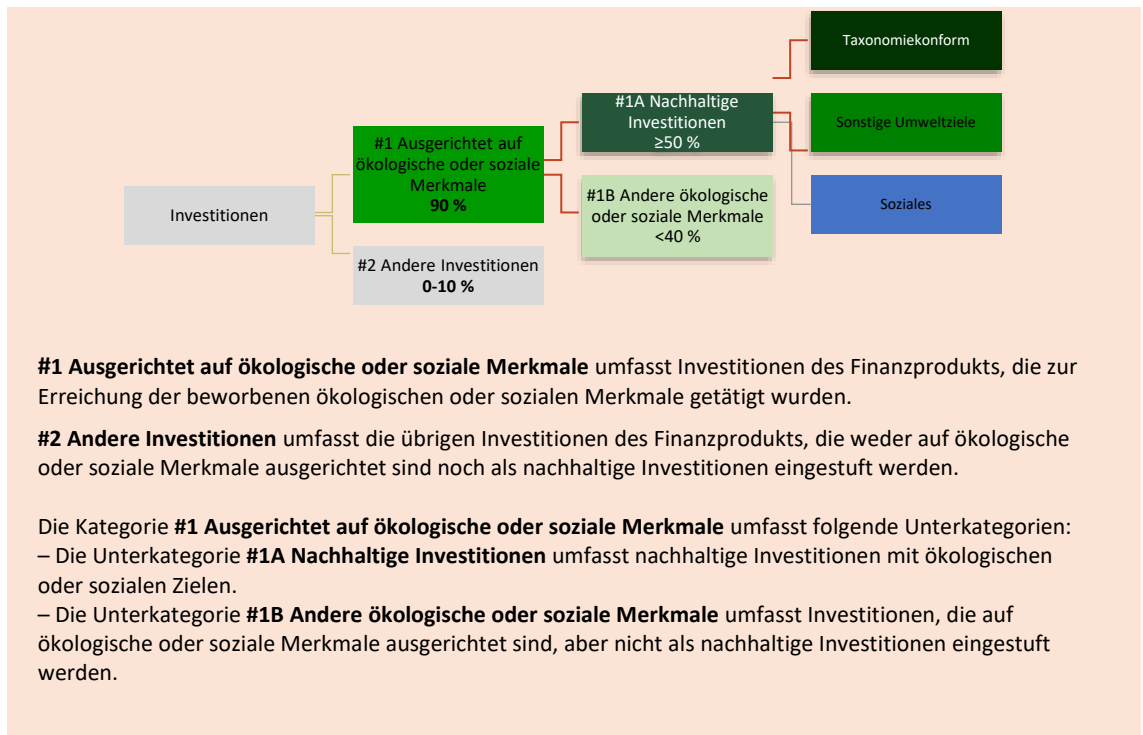 Taxonomiekonform
#1A Nachhaltige
Investitionen
≥50 %
Sonstige Umweltziele
#1 Ausgerichtet auf
ökologische oder soziale
Merkmale
90 %
#1B Andere ökologische
oder soziale Merkmale
<40 %
Soziales
Investitionen
#2 Andere Investitionen
0-10 %
#1 Ausgerichtet auf ökologische oder soziale Merkmale umfasst Investitionen des Finanzprodukts, die zur
Erreichung der beworbenen ökologischen oder sozialen Merkmale getätigt wurden.
#2 Andere Investitionen umfasst die übrigen Investitionen des Finanzprodukts, die weder auf ökologische
oder soziale Merkmale ausgerichtet sind noch als nachhaltige Investitionen eingestuft werden.
Die Kategorie #1 Ausgerichtet auf ökologische oder soziale Merkmale umfasst folgende Unterkategorien:
– Die Unterkategorie #1A Nachhaltige Investitionen umfasst nachhaltige Investitionen mit ökologischen
oder sozialen Zielen.
– Die Unterkategorie #1B Andere ökologische oder soziale Merkmale umfasst Investitionen, die auf
ökologische oder soziale Merkmale ausgerichtet sind, aber nicht als nachhaltige Investitionen eingestuft
werden.